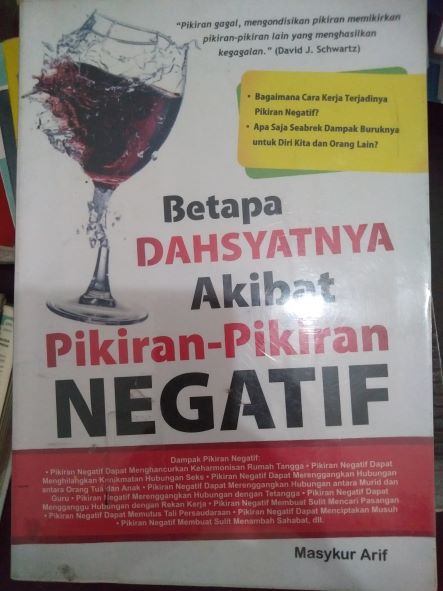 "Pikiran gagal, mengondisikan pikiran memikirkan
pikiran-pikiran lain yang menghasilkan
kegagalan." (David J. Schwartz)
• Bagaimana Cara Kerja Terjadinya
Pikiran Negatif?
• Apa Saja Seabrek Dampak Buruknya
untuk Diri Kita dan Orang Lain?
Betapa
DAHSYATNYA
Akibat
Pikiran-Pikiran
NEGATIF
Dampak Pikiran Negatif:
• Pikiran Negatif Dapat Menghancurkan Keharmonisan Rumah Tangga • Pikiran Negatif Dapat
Menghilangkan Kenikmatan Hubungan Seks • Pikiran Negatif Dapat Merenggangkan Hubungan
antara Orang Tua dan Anak • Pikiran Negatif Dapat Merenggangkan Hubungan antara Murid dan
Guru • Pikiran Negatif Merenggangkan Hubungan dengan Tetangga • Pikiran Negatif Dapat
Mengganggu Hubungan dengan Rekan Kerja • Pikiran Negatif Membuat Sulit Mencari Pasangan
• Pikiran Negatif Dapat Memutus Tali Persaudaraan • Pikiran Negatif Dapat Menciptakan Musuh
• Pikiran Negatif Membuat Sulit Menambah Sahabat, dll.
Masykur Arif